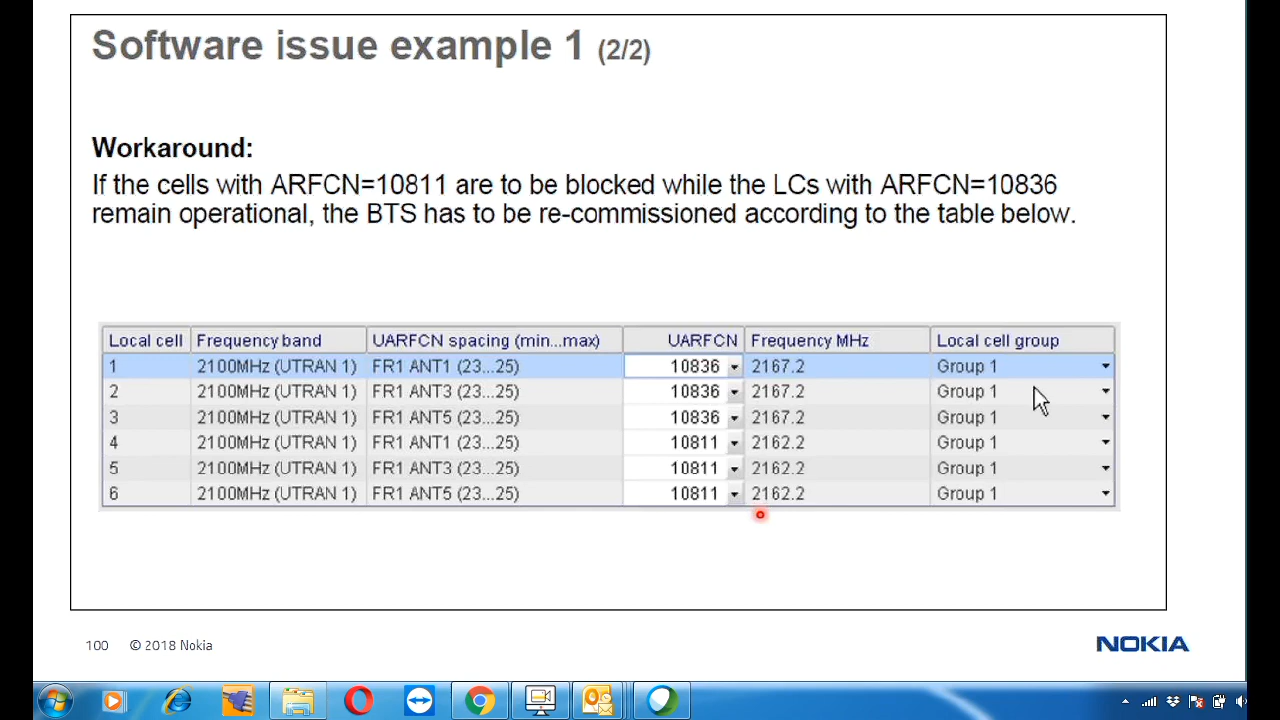 Software issue example 1 (2/2)
Workaround:
If the cells with ARFCN=10811 are to be blocked while the LCs with ARFCN=10836
remain operational, the BTS has to be re-commissioned according to the table below.
Local cell Frequency band UARFCN spacing (min...max) UARFCN Frequency MHz Local cell group
1 2100MHz (UTRAN 1) FR1 ANT1 (23...25) 10836 2167.2 Group 1
2 2100MHz (UTRAN 1) FR1 ANT3 (23...25) 10836 2167.2 Group 1
3 2100MHz (UTRAN 1) FR1 ANT5 (23...25) 10836 2167.2 Group 1
4 2100MHz (UTRAN 1) FR1 ANT1 (23...25) 10811 2162.2 Group 1
5 2100MHz (UTRAN 1) FR1 ANT3 (23...25) 10811 2162.2 Group 1
6 2100MHz (UTRAN 1) FR1 ANT5 (23...25) 10811 2162.2 Group 1
100 © 2018 Nokia
NOKIA